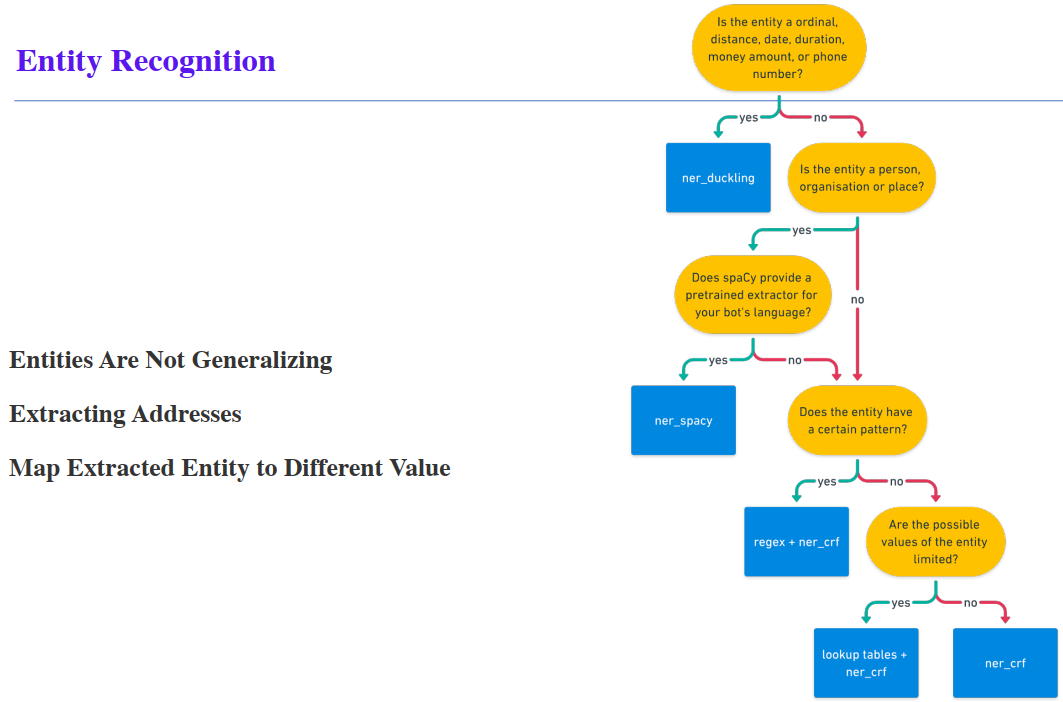 Entity Recognition
Is the entity a ordinal,
distance, date, duration,
money amount, or phone
number?
yes
no
ner_duckling
Is the entity a person,
organisation or place?
yes
no
Does spaCy provide a
pretrained extractor for
your bot's language?
yes
no
ner_spacy
Does the entity have
a certain pattern?
yes
no
regex + ner_crf
Are the possible
values of the entity
limited?
yes
no
lookup tables +
ner_crf
ner_crf
Entities Are Not Generalizing
Extracting Addresses
Map Extracted Entity to Different Value